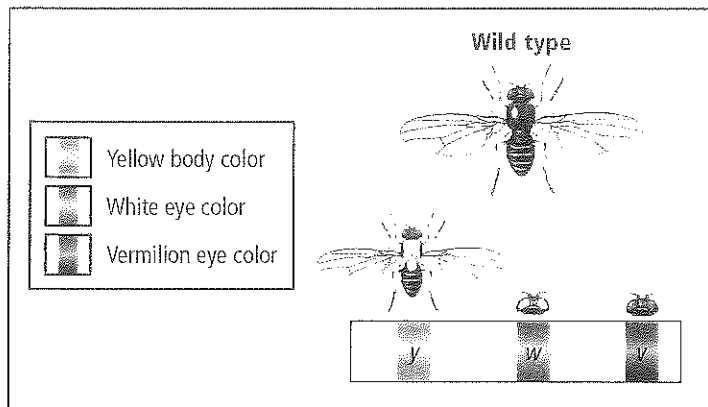 Wild type
Yellow body color
White eye color
Vermilion eye color
y w v